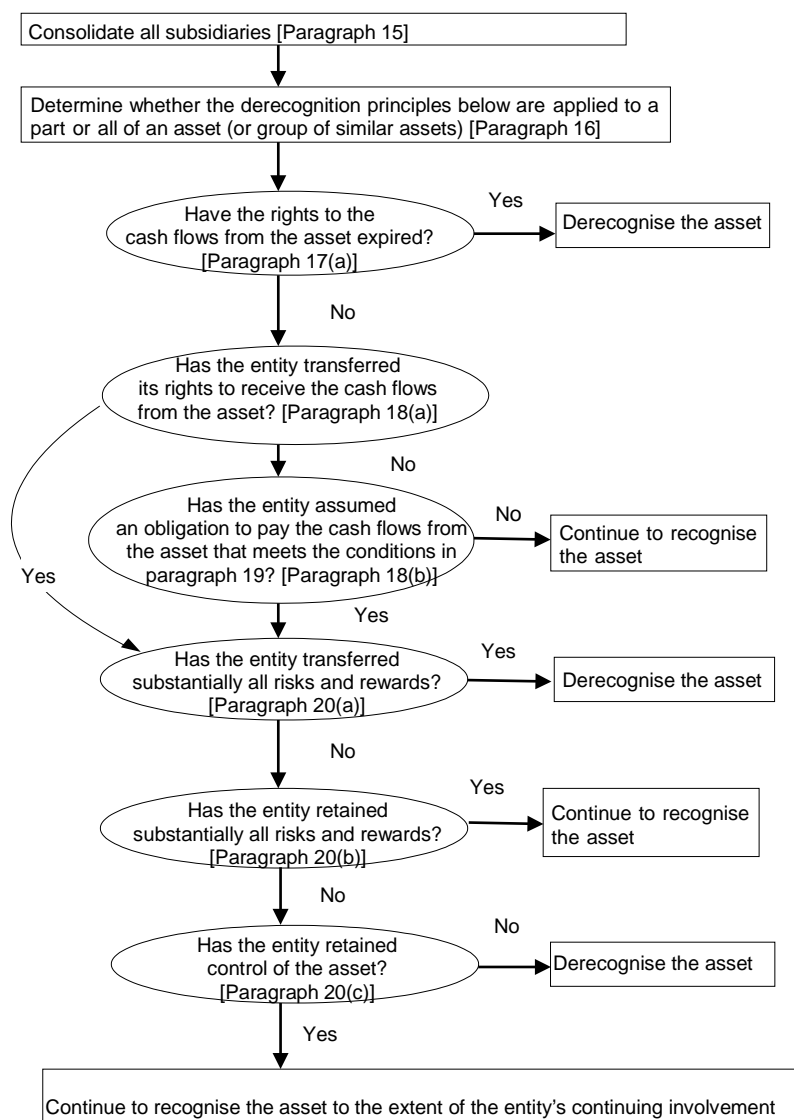 Consolidate all subsidiaries [Paragraph 15]
Determine whether the derecognition principles below are applied to a
part or all of an asset (or group of similar assets) [Paragraph 16]
Have the rights to the
cash flows from the asset expired?
[Paragraph 17(a)]
Yes
Derecognise the asset
No
Has the entity transferred
its rights to receive the cash flows
from the asset? [Paragraph 18(a)]
No
Has the entity assumed
an obligation to pay the cash flows from
the asset that meets the conditions in
paragraph 19? [Paragraph 18(b)]
No
Continue to recognise
the asset
Yes
Yes
Has the entity transferred
substantially all risks and rewards?
[Paragraph 20(a)]
Yes
Derecognise the asset
No
Has the entity retained
substantially all risks and rewards?
[Paragraph 20(b)]
Yes
Continue to recognise
the asset
No
Has the entity retained
control of the asset?
[Paragraph 20(c)]
No
Derecognise the asset
Yes
Continue to recognise the asset to the extent of the entity's continuing involvement